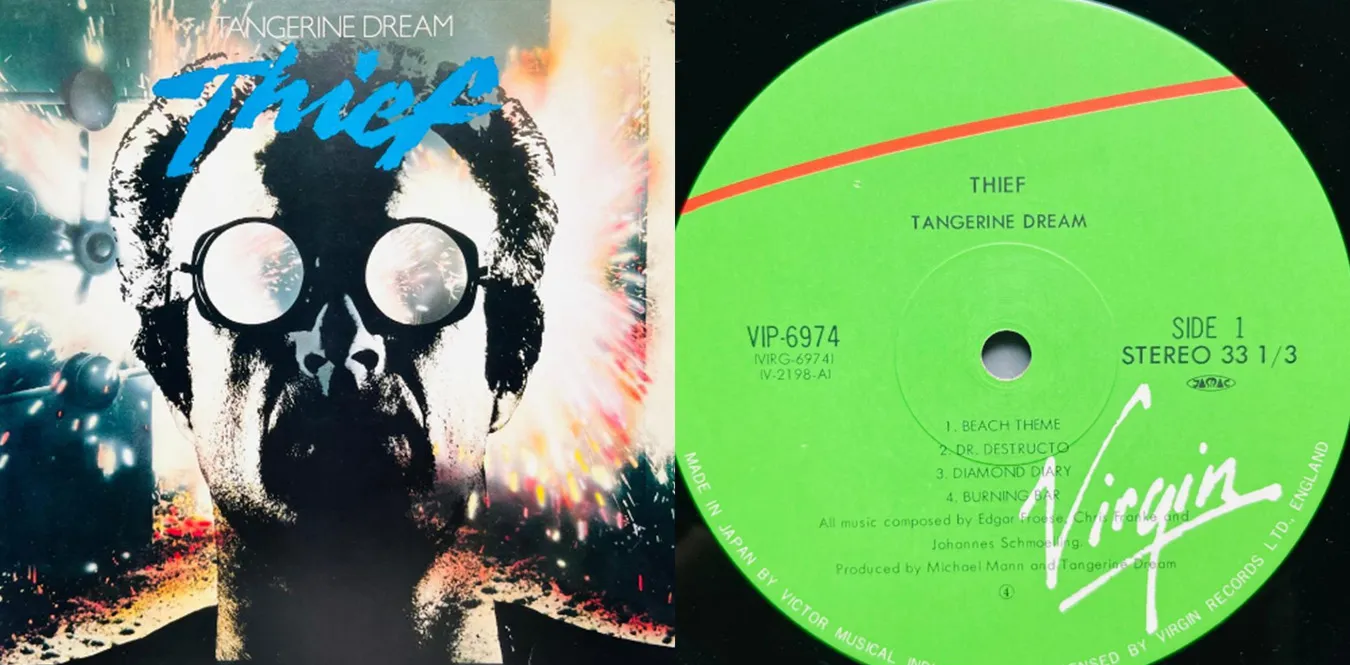 TANGERINE DREAM
Thief
THIEF
TANGERINE DREAM
VIP-6974
(VIRG-6974)
(V-2198-A)
SIDE 1
STEREO 33 1/3
JASRAC
1. BEACH THEME
2. DR. DESTRUCTO
3. DIAMOND DIARY
4. BURNING BAR
All music composed by Edgar Froese, Chris Franke and
Johannes Schmoelling.
Produced by Michael Mann and Tangerine Dream
④
Virgin
MADE IN JAPAN BY VICTOR MUSICAL
BY VIRGIN RECORDS LTD., ENGLAND